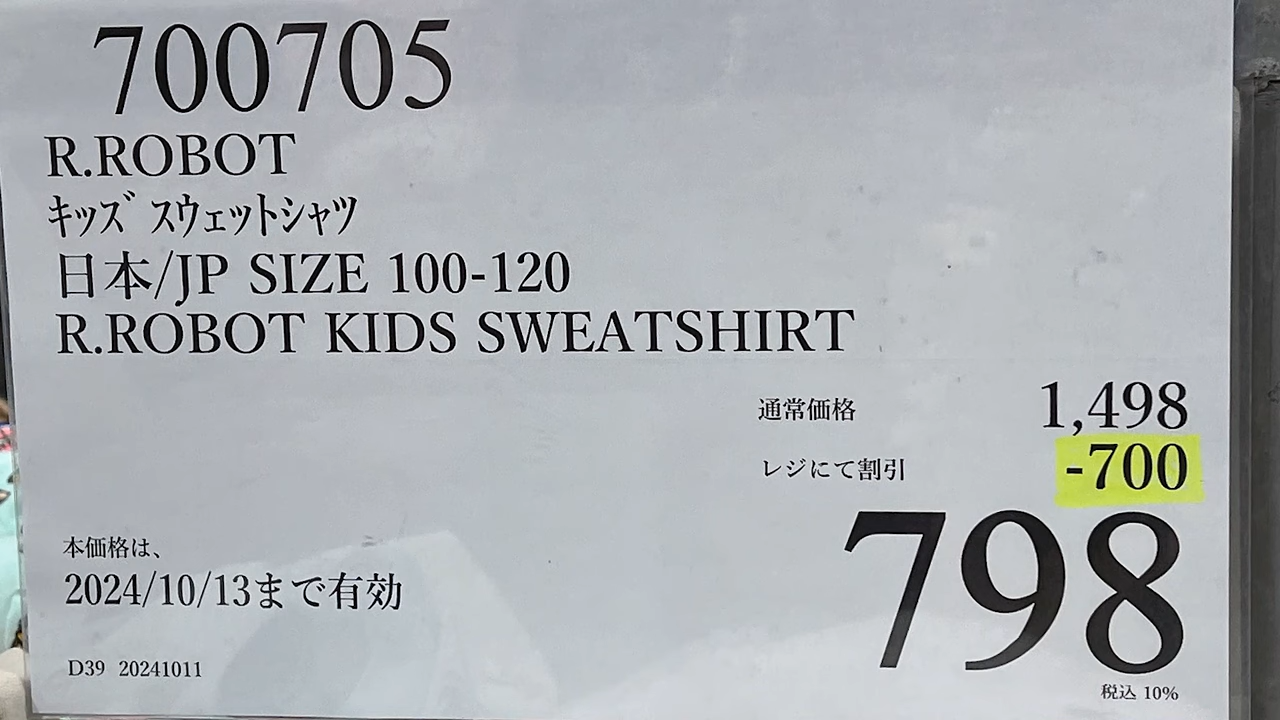 700705
R.ROBOT
ｷｯｽﾞ ｽｳｪｯﾄｼｬﾂ
日本/JP SIZE 100-120
R.ROBOT KIDS SWEATSHIRT
通常価格 1,498
レジにて割引 -700
798
本価格は、
2024/10/13まで有効
D39 20241011
税込 10%